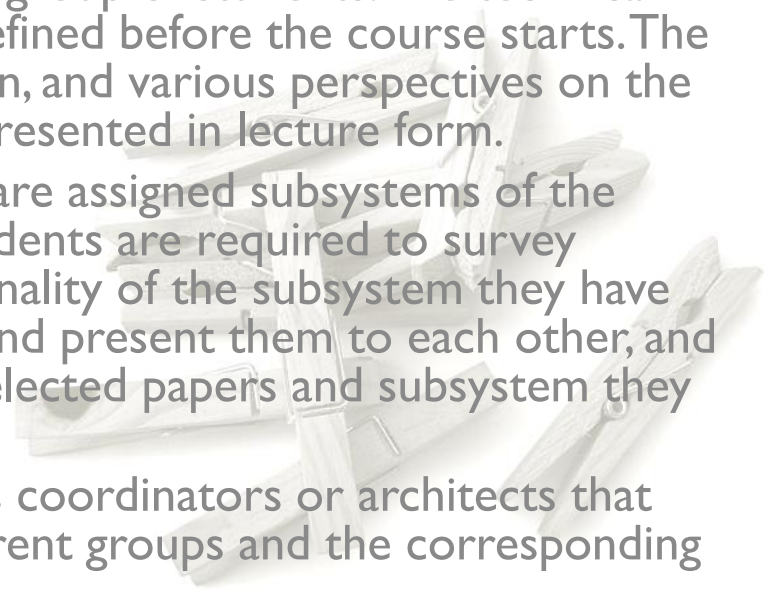 efined before the course starts. The
n, and various perspectives on the
resented in lecture form.
are assigned subsystems of the
dents are required to survey
nality of the subsystem they have
nd present them to each other, and
elected papers and subsystem they
s coordinators or architects that
rent groups and the corresponding